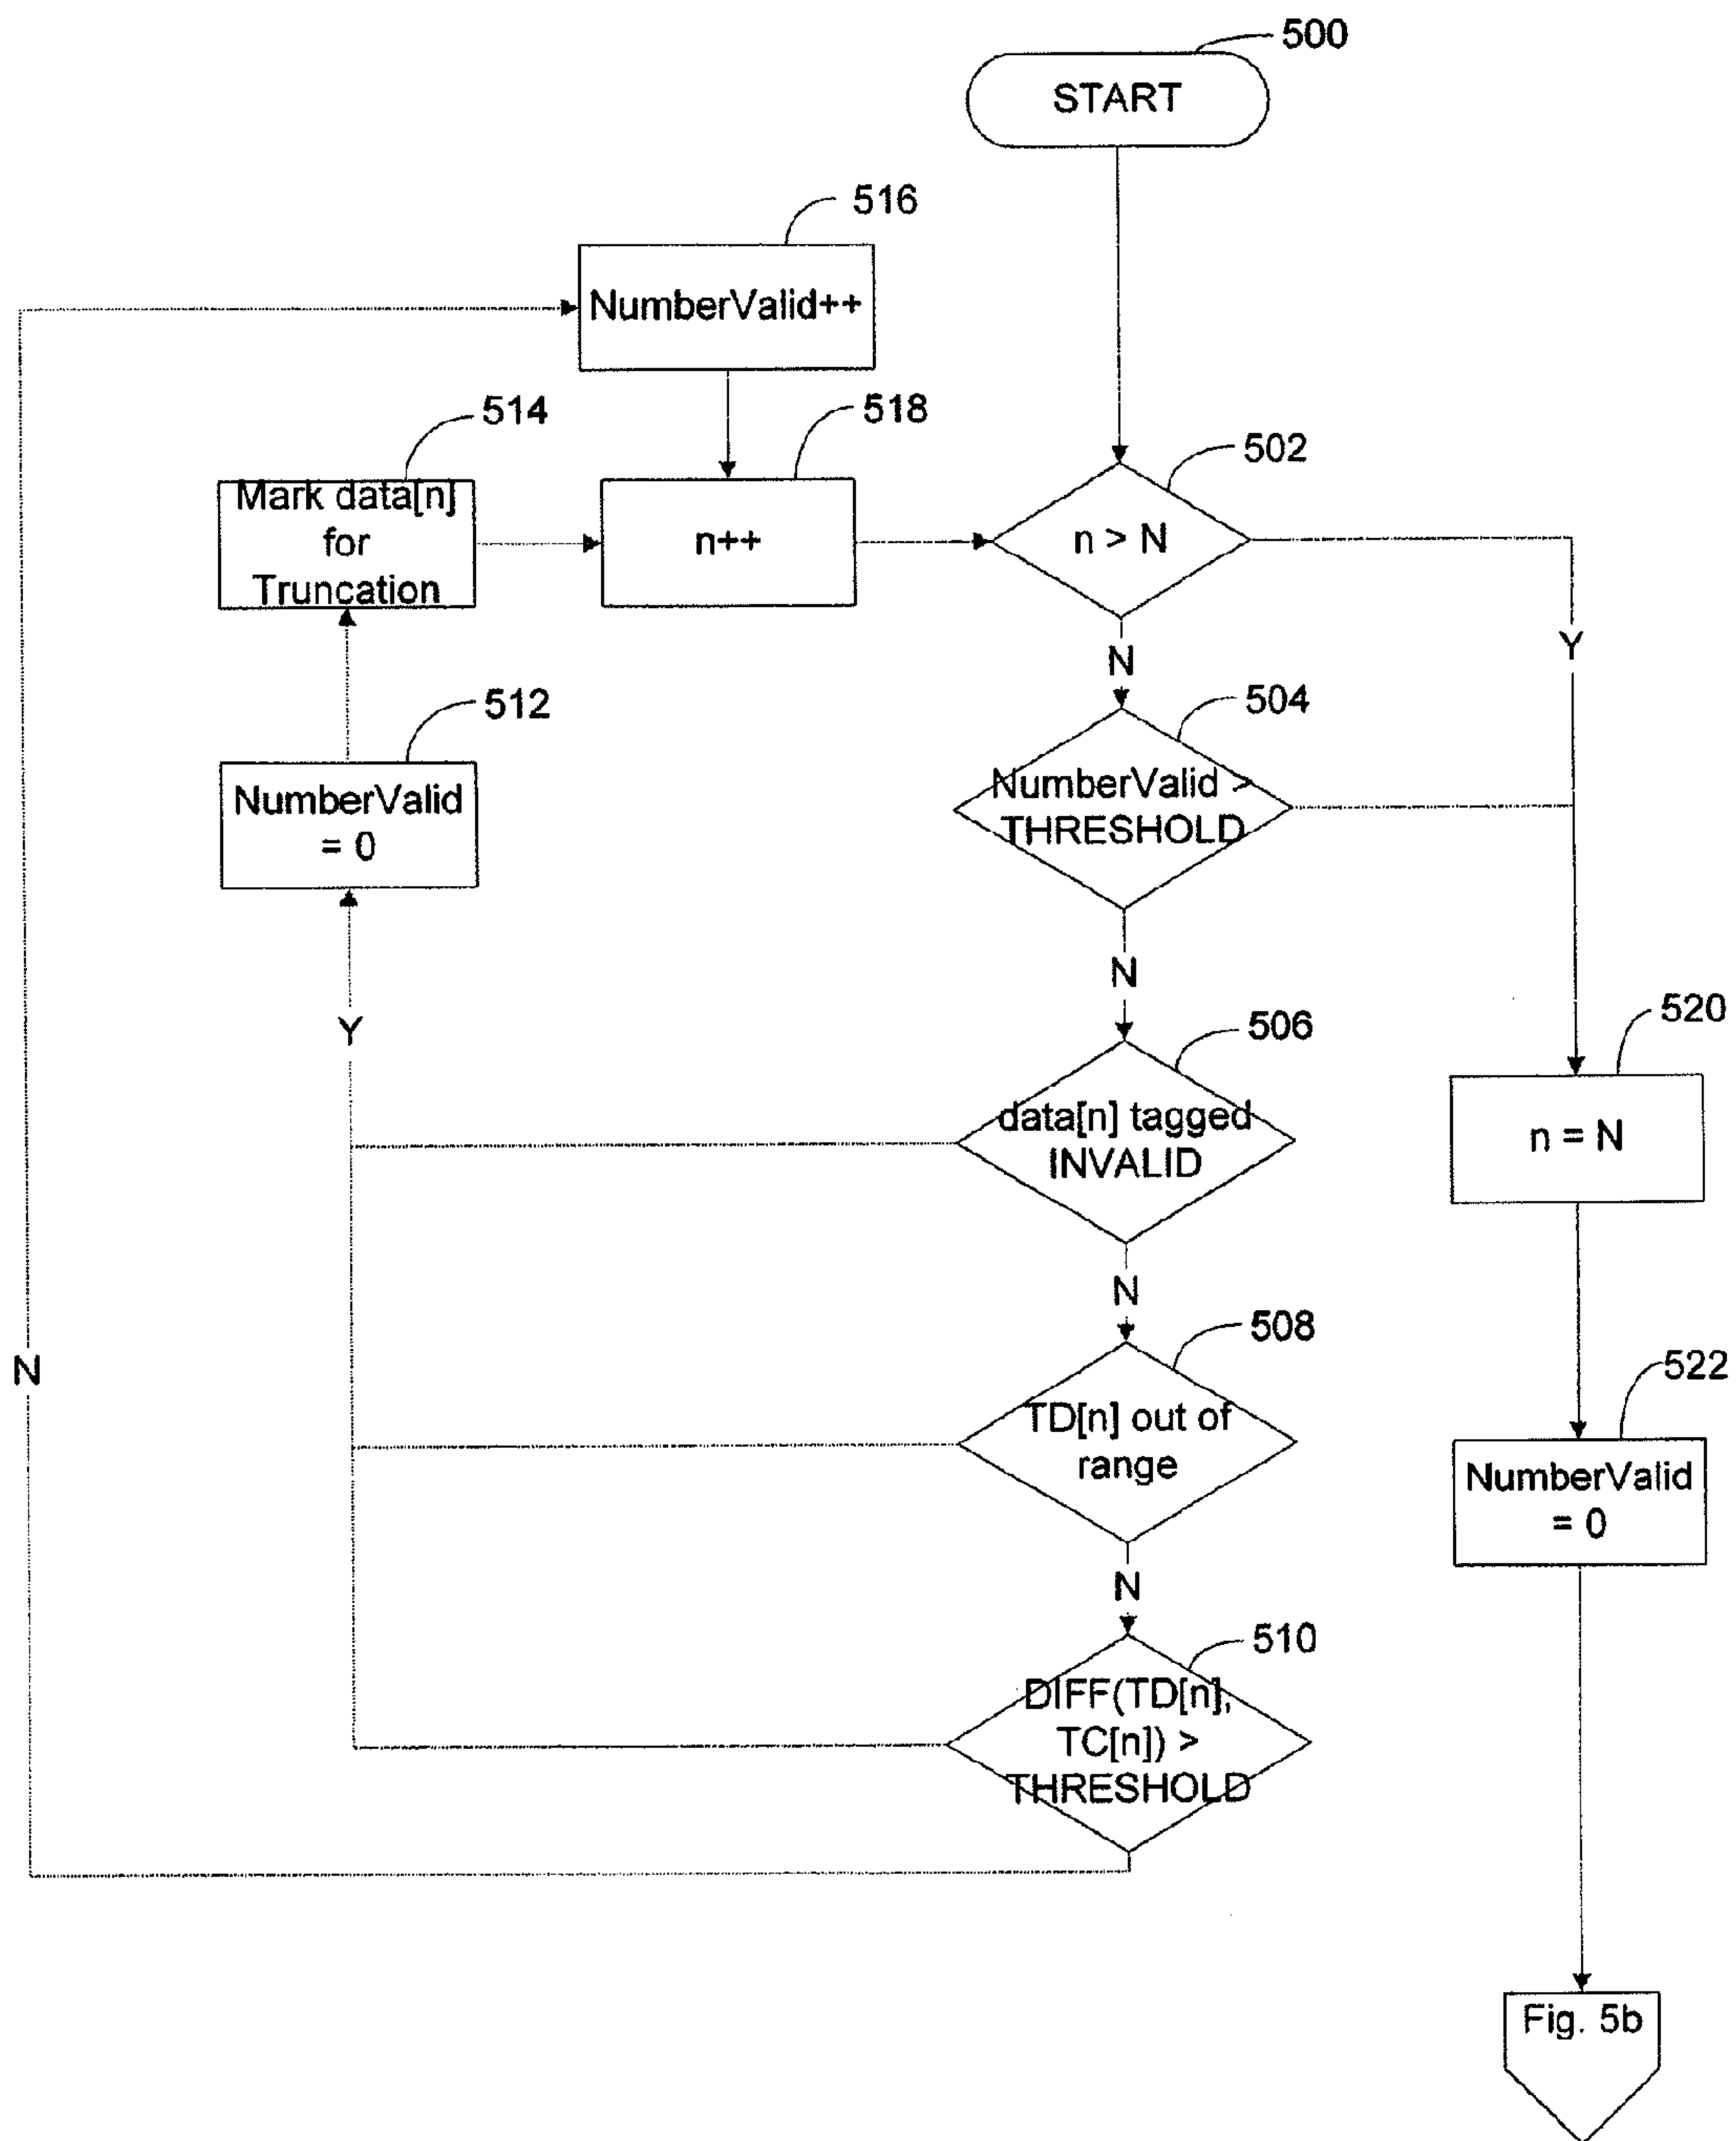 500
START
516
NumberValid++
514
518
502
Mark data[n]
for
Truncation
n++
n > N
Y
N
512
504
NumberValid
= 0
NumberValid >
THRESHOLD
N
Y
506
520
data[n] tagged
INVALID
n = N
N
508
N
522
TD[n] out of
range
NumberValid
= 0
N
510
DIFF(TD[n],
TC[n]) >
THRESHOLD
Fig. 5b